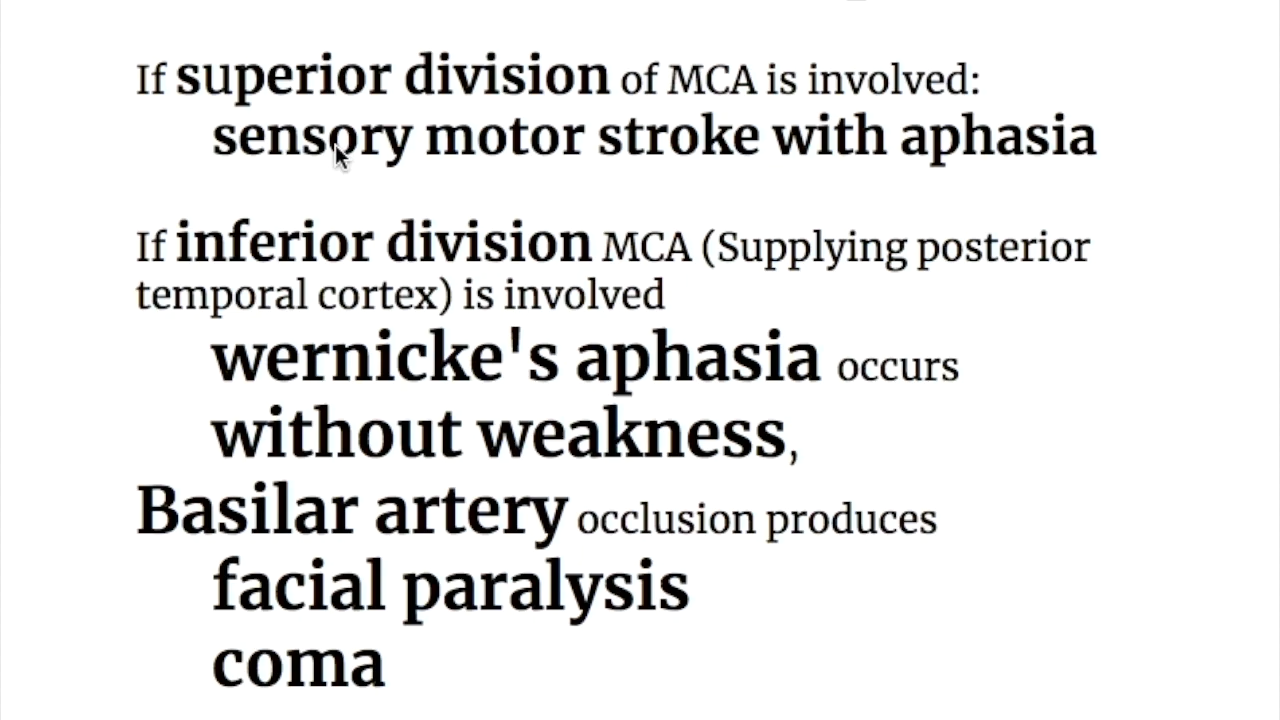 If superior division of MCA is involved:
sensory motor stroke with aphasia
If inferior division MCA (Supplying posterior
temporal cortex) is involved
wernicke's aphasia occurs
without weakness,
Basilar artery occlusion produces
facial paralysis
coma